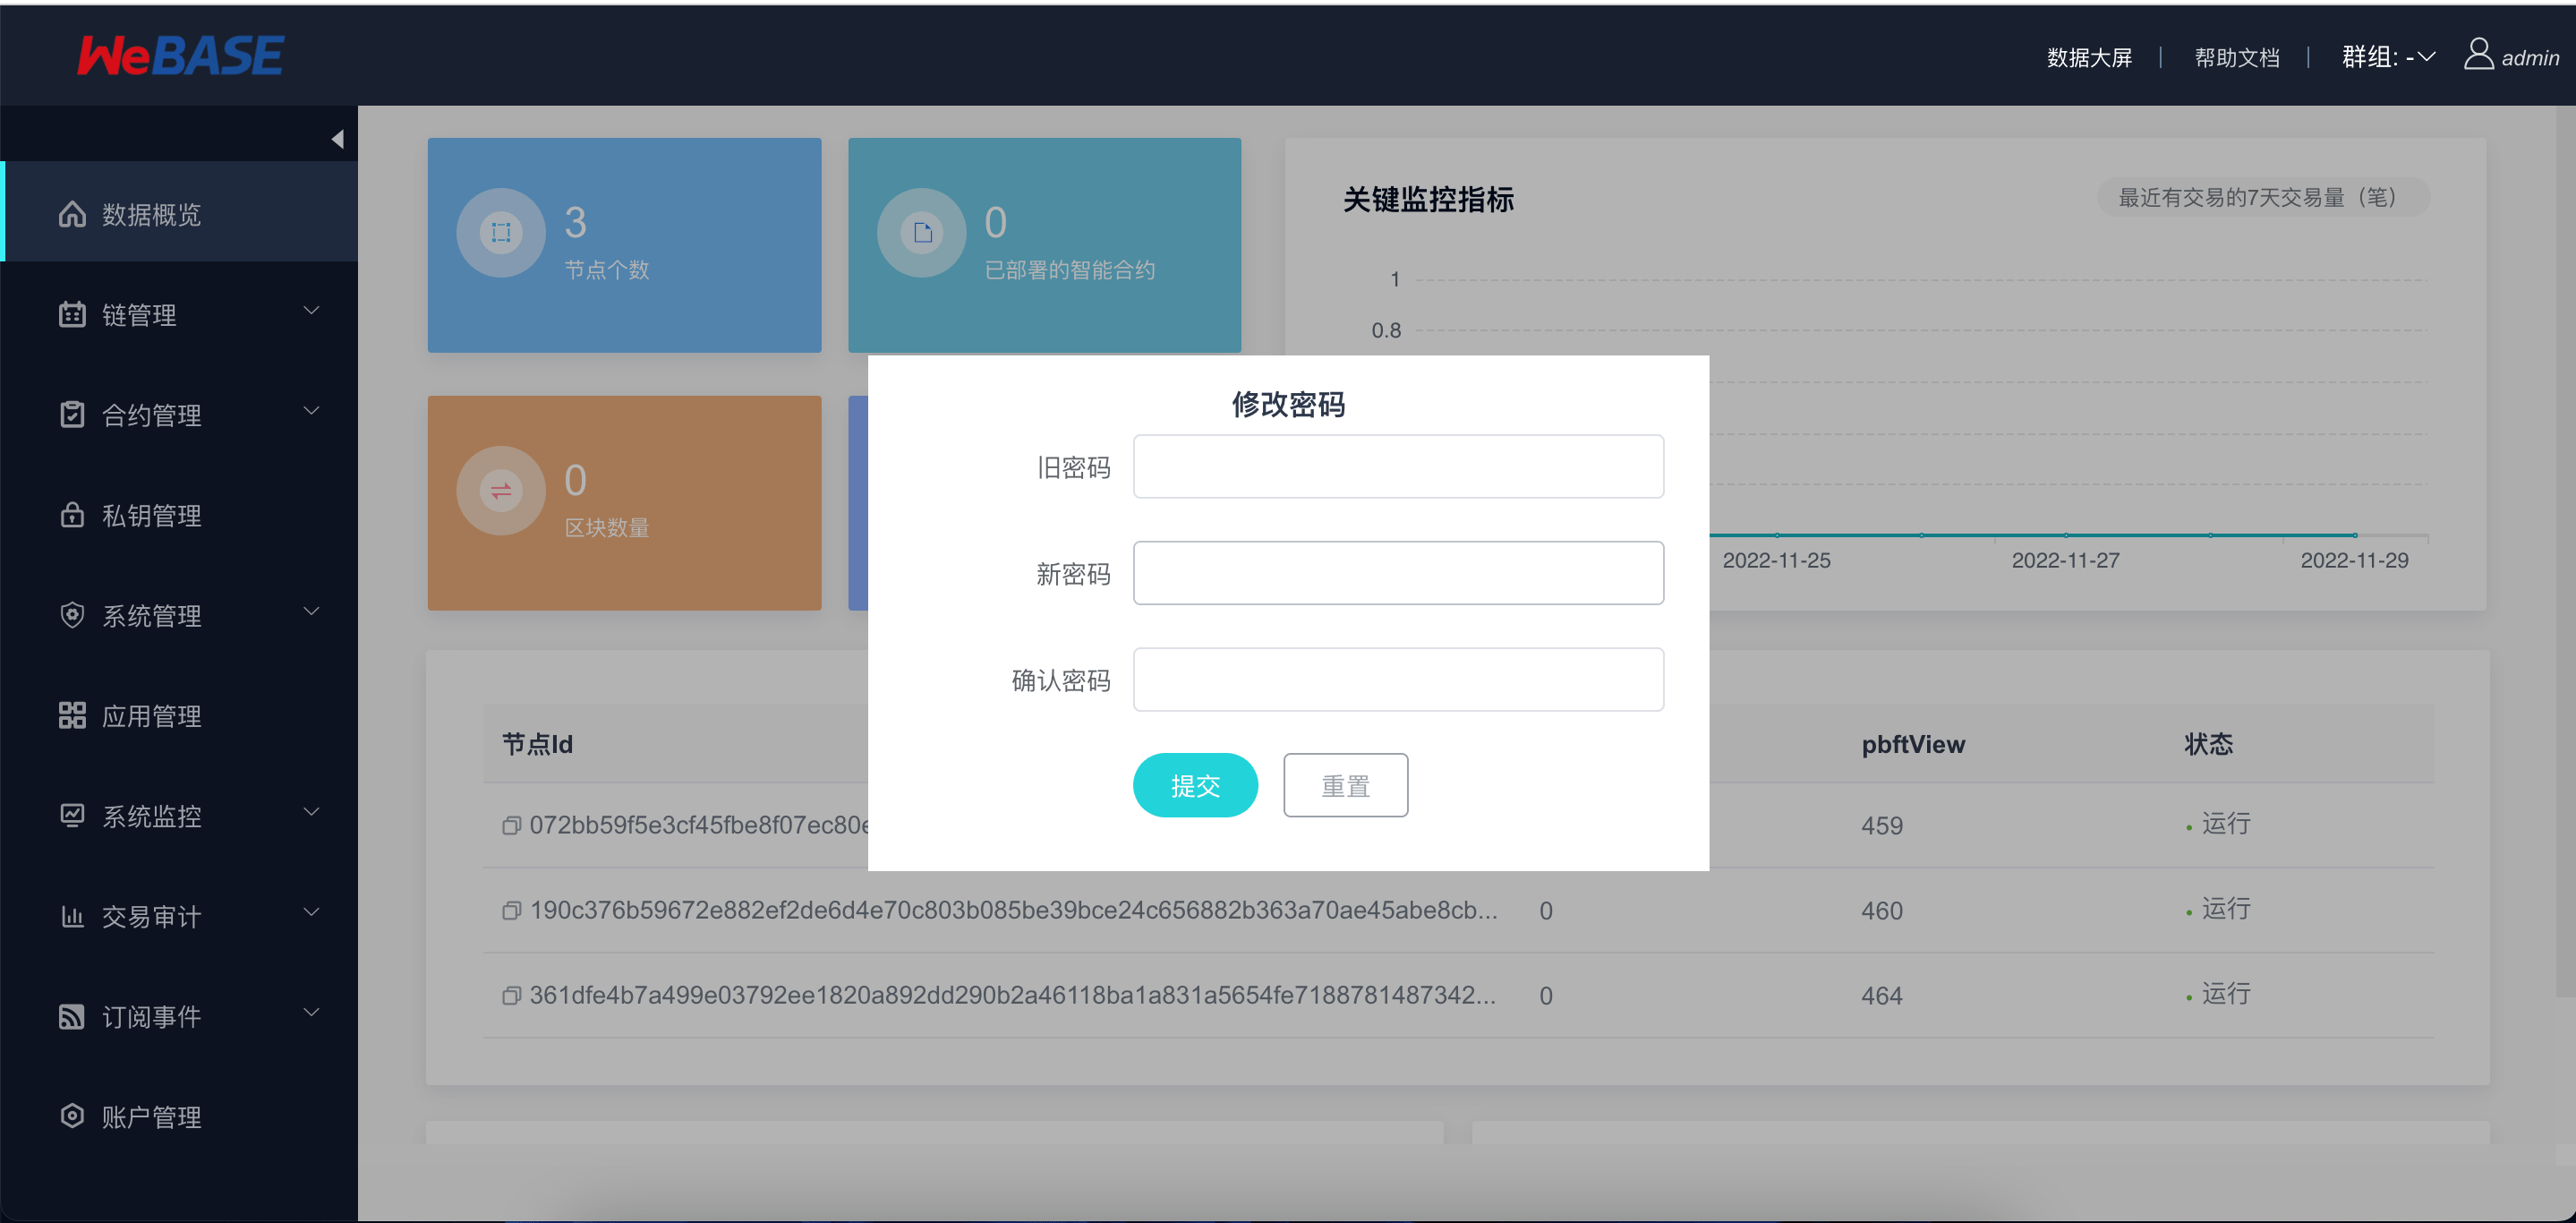 WeBASE
数据大屏
帮助文档
群组: -
admin
数据概览
链管理
合约管理
私钥管理
系统管理
应用管理
系统监控
交易审计
订阅事件
账户管理
3
节点个数
0
已部署的智能合约
0
区块数量
关键监控指标
最近有交易的7天交易量（笔）
1
0.8
2022-11-25
2022-11-27
2022-11-29
修改密码
旧密码
新密码
确认密码
提交
重置
节点Id
pbftView
状态
072bb59f5e3cf45fbe8f07ec80
459
运行
190c376b59672e882ef2de6d4e70c803b085be39bce24c656882b363a70ae45abe8cb...
0
460
运行
361dfe4b7a499e03792ee1820a892dd290b2a46118ba1a831a5654fe7188781487342...
0
464
运行